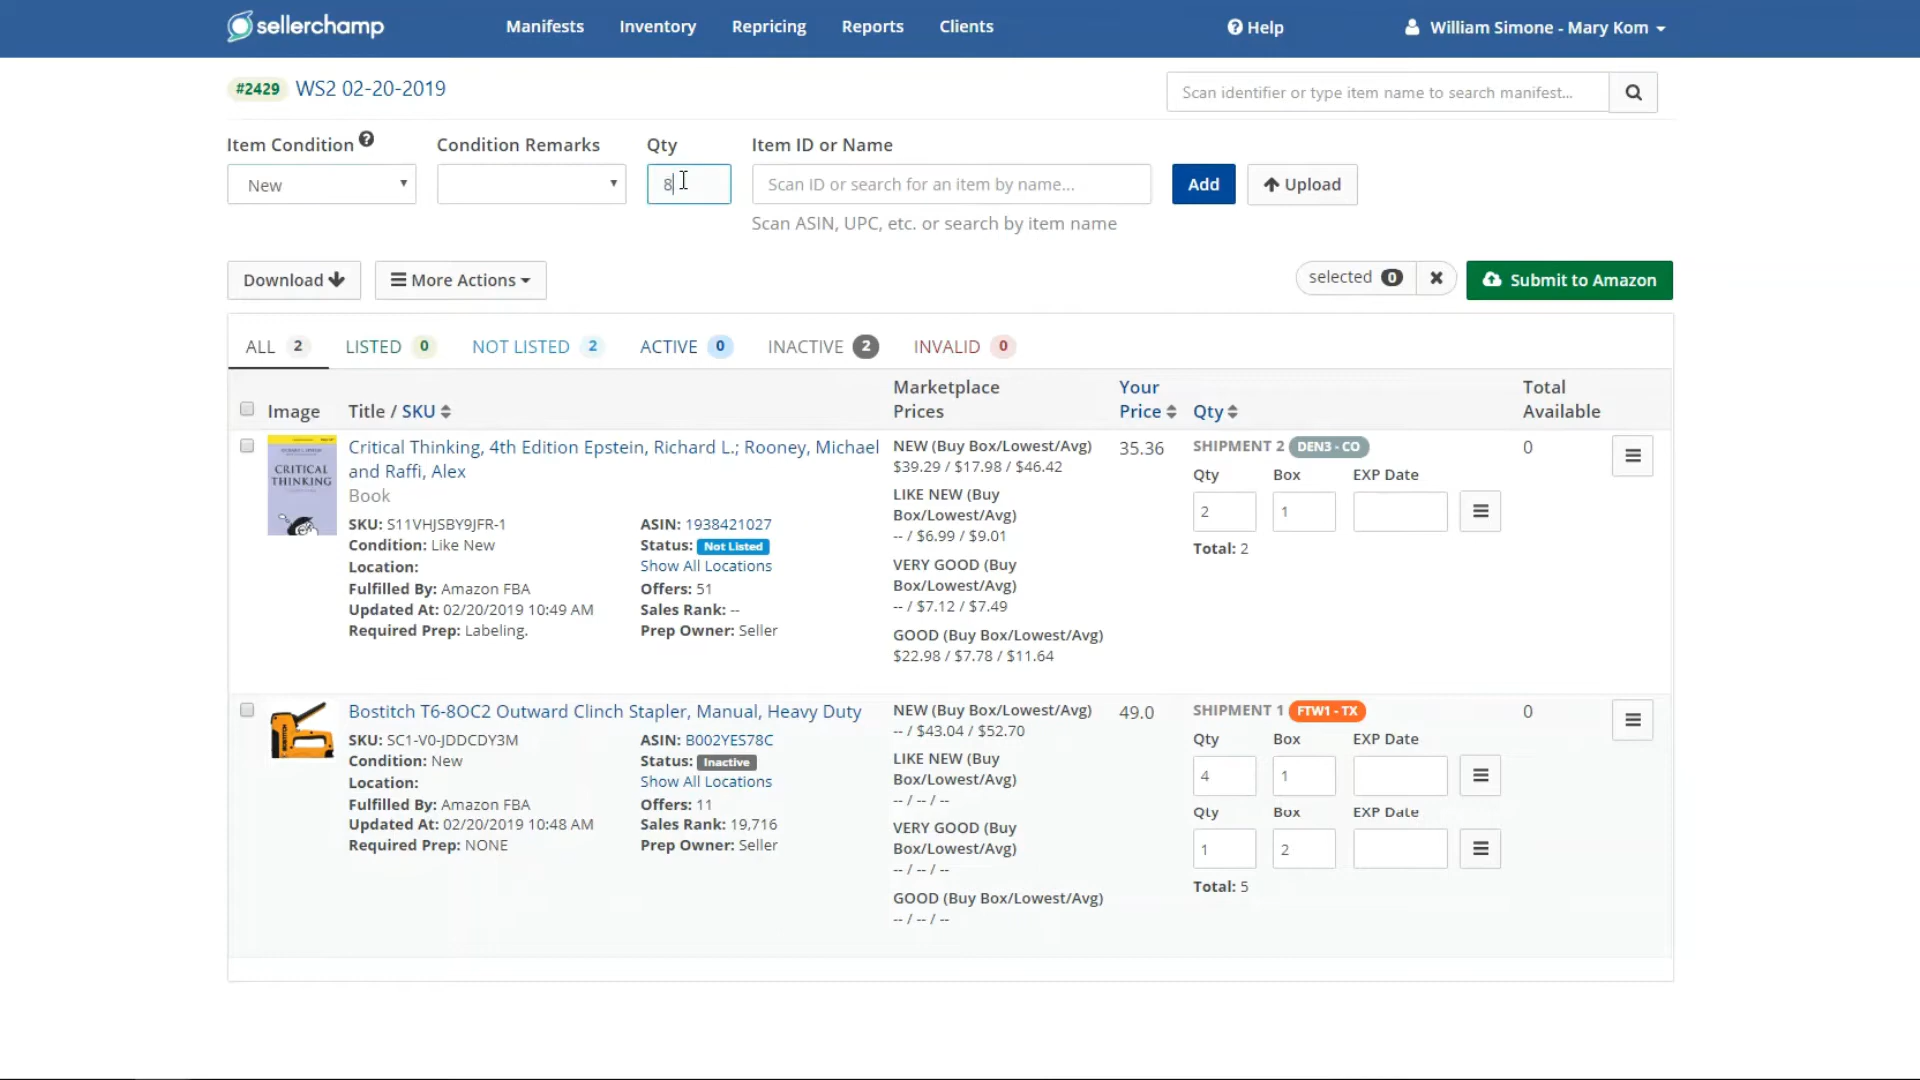 sellerchamp
Manifests
Inventory
Repricing
Reports
Clients
Help
William Simone - Mary Kom
#2429 WS2 02-20-2019
Scan identifier or type item name to search manifest...
Item Condition
Condition Remarks
Qty
Item ID or Name
New
8
Scan ID or search for an item by name...
Add
Upload
Scan ASIN, UPC, etc. or search by item name
Download
More Actions
selected 0
Submit to Amazon
ALL 2
LISTED 0
NOT LISTED 2
ACTIVE 0
INACTIVE 2
INVALID 0
Image
Title / SKU
Marketplace
Prices
Your
Price
Qty
Total
Available
CRITICAL
THINKING
Critical Thinking, 4th Edition Epstein, Richard L.; Rooney, Michael
and Raffi, Alex
Book
SKU: S11VHJSBY9JFR-1
Condition: Like New
Location:
Fulfilled By: Amazon FBA
Updated At: 02/20/2019 10:49 AM
Required Prep: Labeling.
ASIN: 1938421027
Status: Not Listed
Show All Locations
Offers: 51
Sales Rank: --
Prep Owner: Seller
NEW (Buy Box/Lowest/Avg)
$39.29 / $17.98 / $46.42
LIKE NEW (Buy
Box/Lowest/Avg)
-- / $6.99 / $9.01
VERY GOOD (Buy
Box/Lowest/Avg)
-- / $7.12 / $7.49
GOOD (Buy Box/Lowest/Avg)
$22.98 / $7.78 / $11.64
35.36
SHIPMENT 2 DEN3 - CO
Qty
Box
EXP Date
2
1
Total: 2
0
Bostitch T6-8OC2 Outward Clinch Stapler, Manual, Heavy Duty
SKU: SC1-V0-JDDCDY3M
Condition: New
Location:
Fulfilled By: Amazon FBA
Updated At: 02/20/2019 10:48 AM
Required Prep: NONE
ASIN: B002YES78C
Status: Inactive
Show All Locations
Offers: 11
Sales Rank: 19,716
Prep Owner: Seller
NEW (Buy Box/Lowest/Avg)
-- / $43.04 / $52.70
LIKE NEW (Buy
Box/Lowest/Avg)
-- / -- / --
VERY GOOD (Buy
Box/Lowest/Avg)
-- / -- / --
GOOD (Buy Box/Lowest/Avg)
-- / -- / --
49.0
SHIPMENT 1 FTW1 - TX
Qty
Box
EXP Date
4
1
Qty
Box
EXP Date
1
2
Total: 5
0